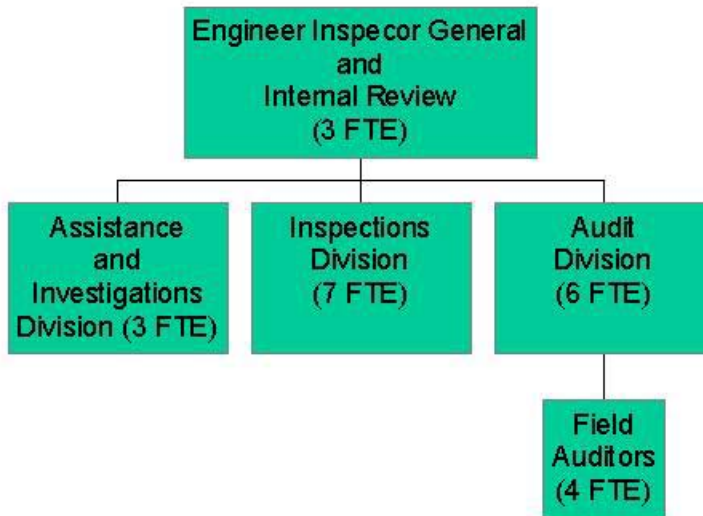 Engineer Inspecor General
and
Internal Review
(3 FTE)
Assistance
and
Investigations
Division (3 FTE)
Inspections
Division
(7 FTE)
Audit
Division
(6 FTE)
Field
Auditors
(4 FTE)